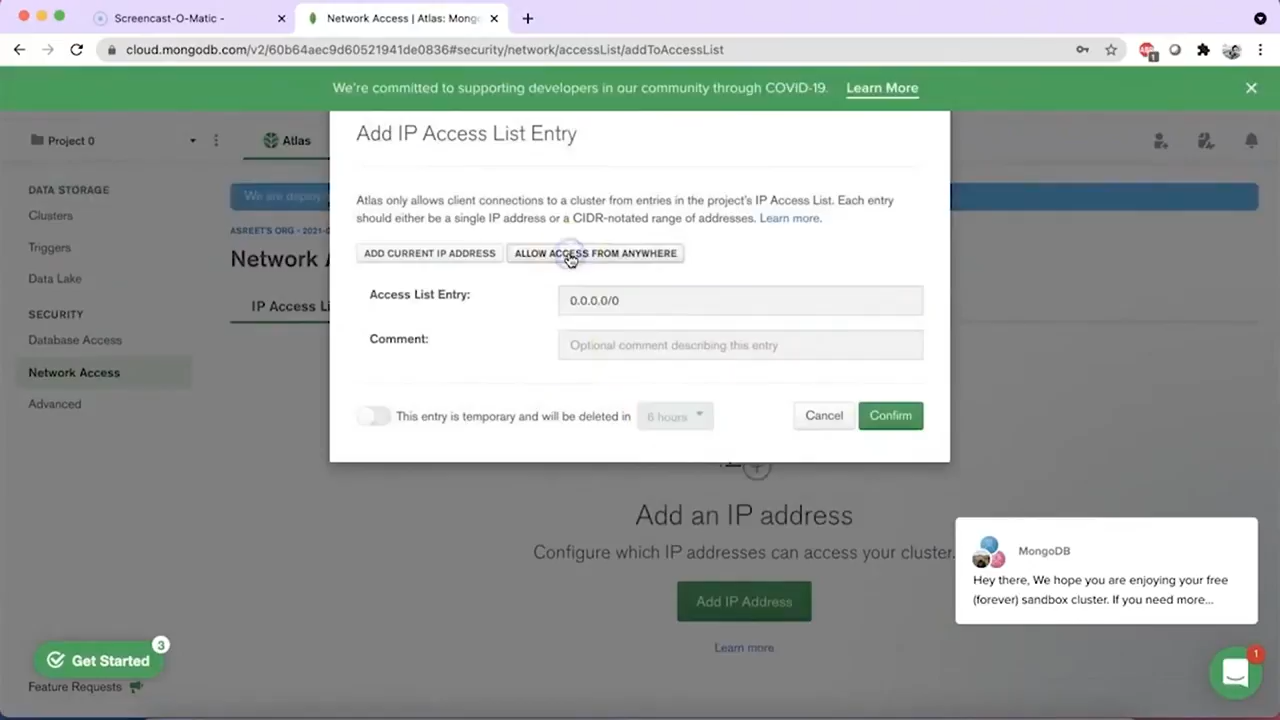 Screencast-O-Matic -
Network Access | Atlas: Mong
cloud.mongodb.com/v2/60b64aec9d60521941de0836#security/network/accessList/addToAccessList
1
We're committed to supporting developers in our community through COVID-19. Learn More
Add IP Access List Entry
Project 0
Atlas
DATA STORAGE
Clusters
Triggers
Data Lake
SECURITY
Database Access
Network Access
Advanced
We are deploy
ASREET'S ORG - 2021-0
Network A
IP Access Li
Atlas only allows client connections to a cluster from entries in the project's IP Access List. Each entry
should either be a single IP address or a CIDR-notated range of addresses. Learn more.
ADD CURRENT IP ADDRESS ALLOW ACCESS FROM ANYWHERE
Access List Entry: 0.0.0.0/0
Comment: Optional comment describing this entry
This entry is temporary and will be deleted in 6 hours Cancel Confirm
Add an IP address
Configure which IP addresses can access your cluster.
Add IP Address
Learn more
MongoDB
Hey there, We hope you are enjoying your free
(forever) sandbox cluster. If you need more...
Get Started 3
Feature Requests
1